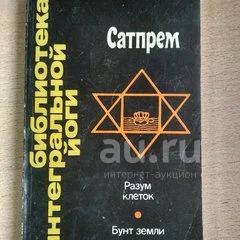 библиотека
интегральной
йоги
Сатпрем
Разум
клеток
Бунт земли
au.ru
интернет-аукцион